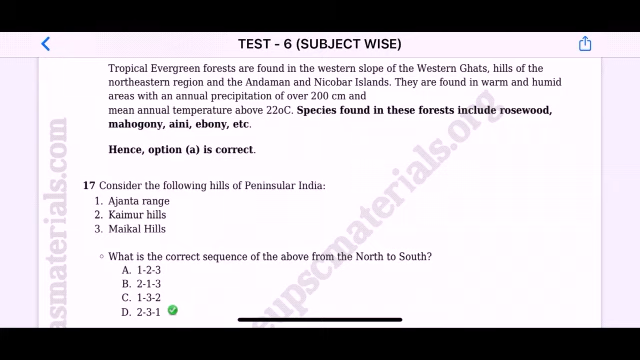 TEST - 6 (SUBJECT WISE)
Tropical Evergreen forests are found in the western slope of the Western Ghats, hills of the
northeastern region and the Andaman and Nicobar Islands. They are found in warm and humid
areas with an annual precipitation of over 200 cm and
mean annual temperature above 22oC. Species found in these forests include rosewood,
mahogony, aini, ebony, etc.
Hence, option (a) is correct.
17 Consider the following hills of Peninsular India:
1. Ajanta range
2. Kaimur hills
3. Maikal Hills
What is the correct sequence of the above from the North to South?
A. 1-2-3
B. 2-1-3
C. 1-3-2
D. 2-3-1
asmaterials.com
eupscmaterials.org